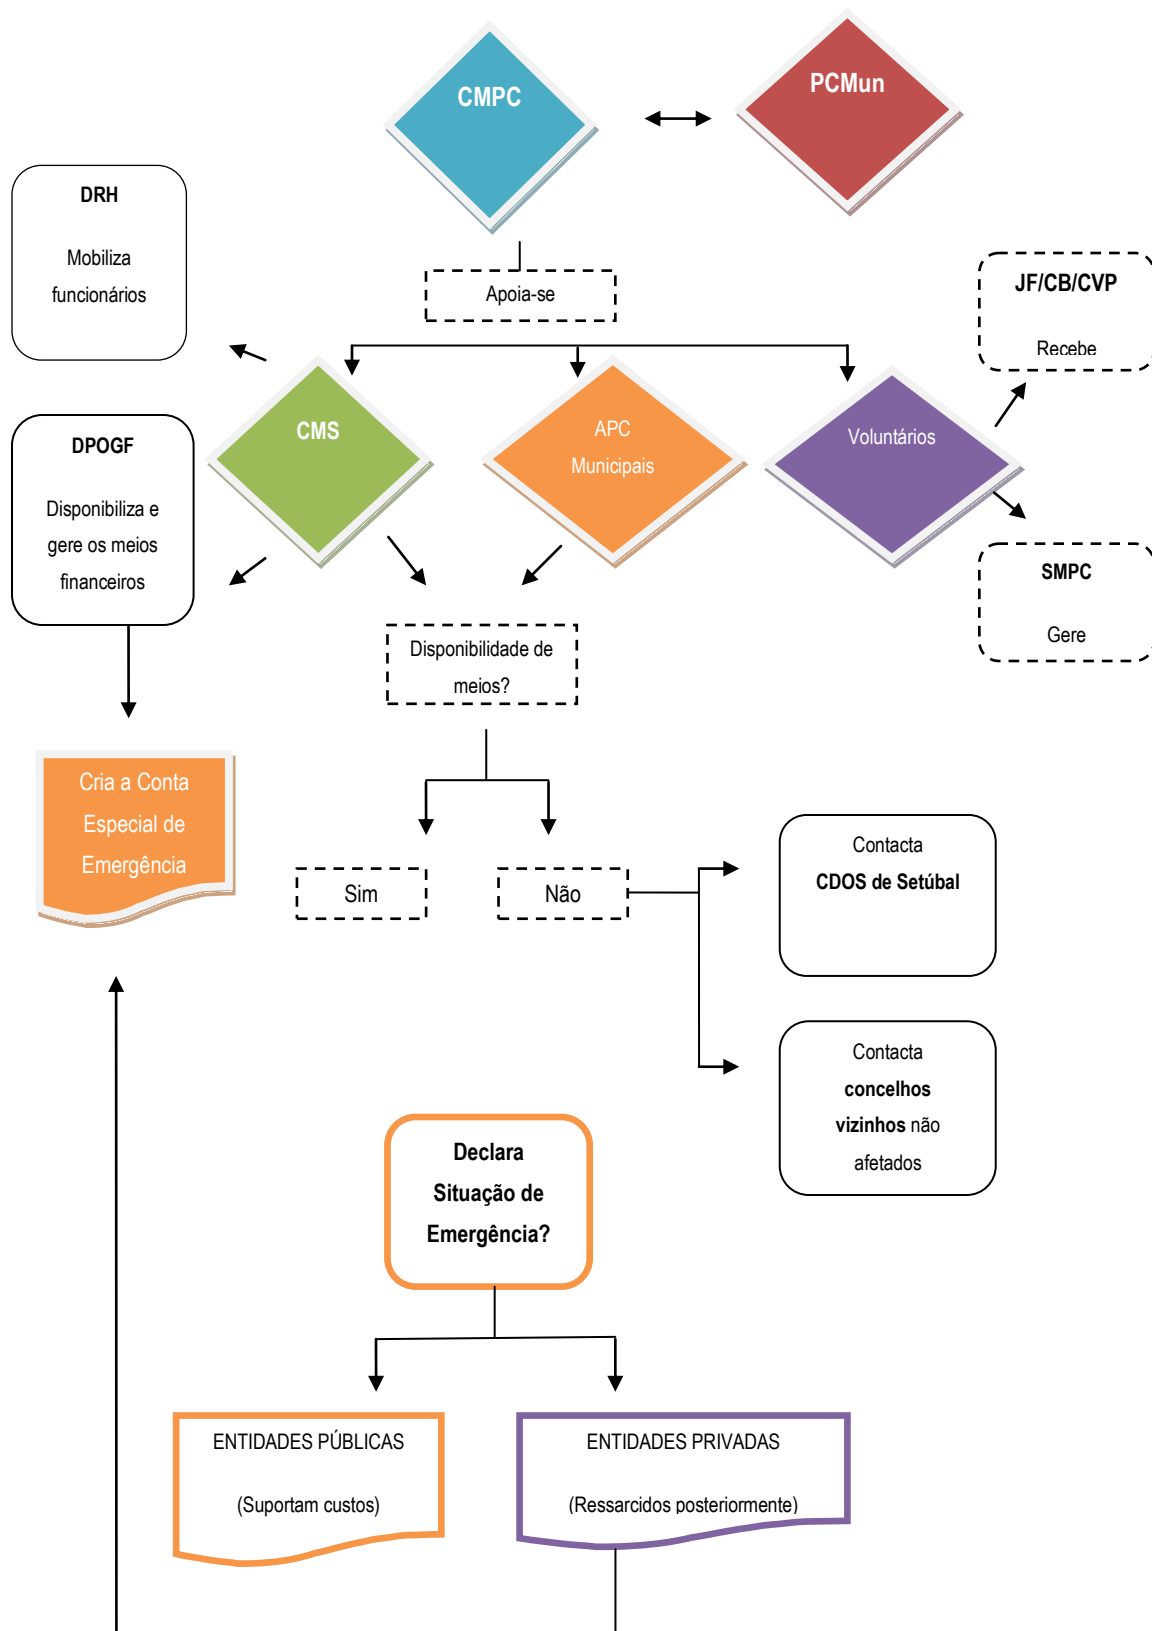 CMPC
PCMun
DRH
Mobiliza
funcionários
Apoia-se
JF/CB/CVP
Recebe
DPOGF
Disponibiliza e
gere os meios
financeiros
CMS
APC
Municipais
Voluntários
SMPC
Gere
Disponibilidade de
meios?
Cria a Conta
Especial de
Emergência
Sim
Não
Contacta
CDOS de Setúbal
Contacta
concelhos
vizinhos não
afetados
Declara
Situação de
Emergência?
ENTIDADES PÚBLICAS
(Suportam custos)
ENTIDADES PRIVADAS
(Ressarcidos posteriormente)